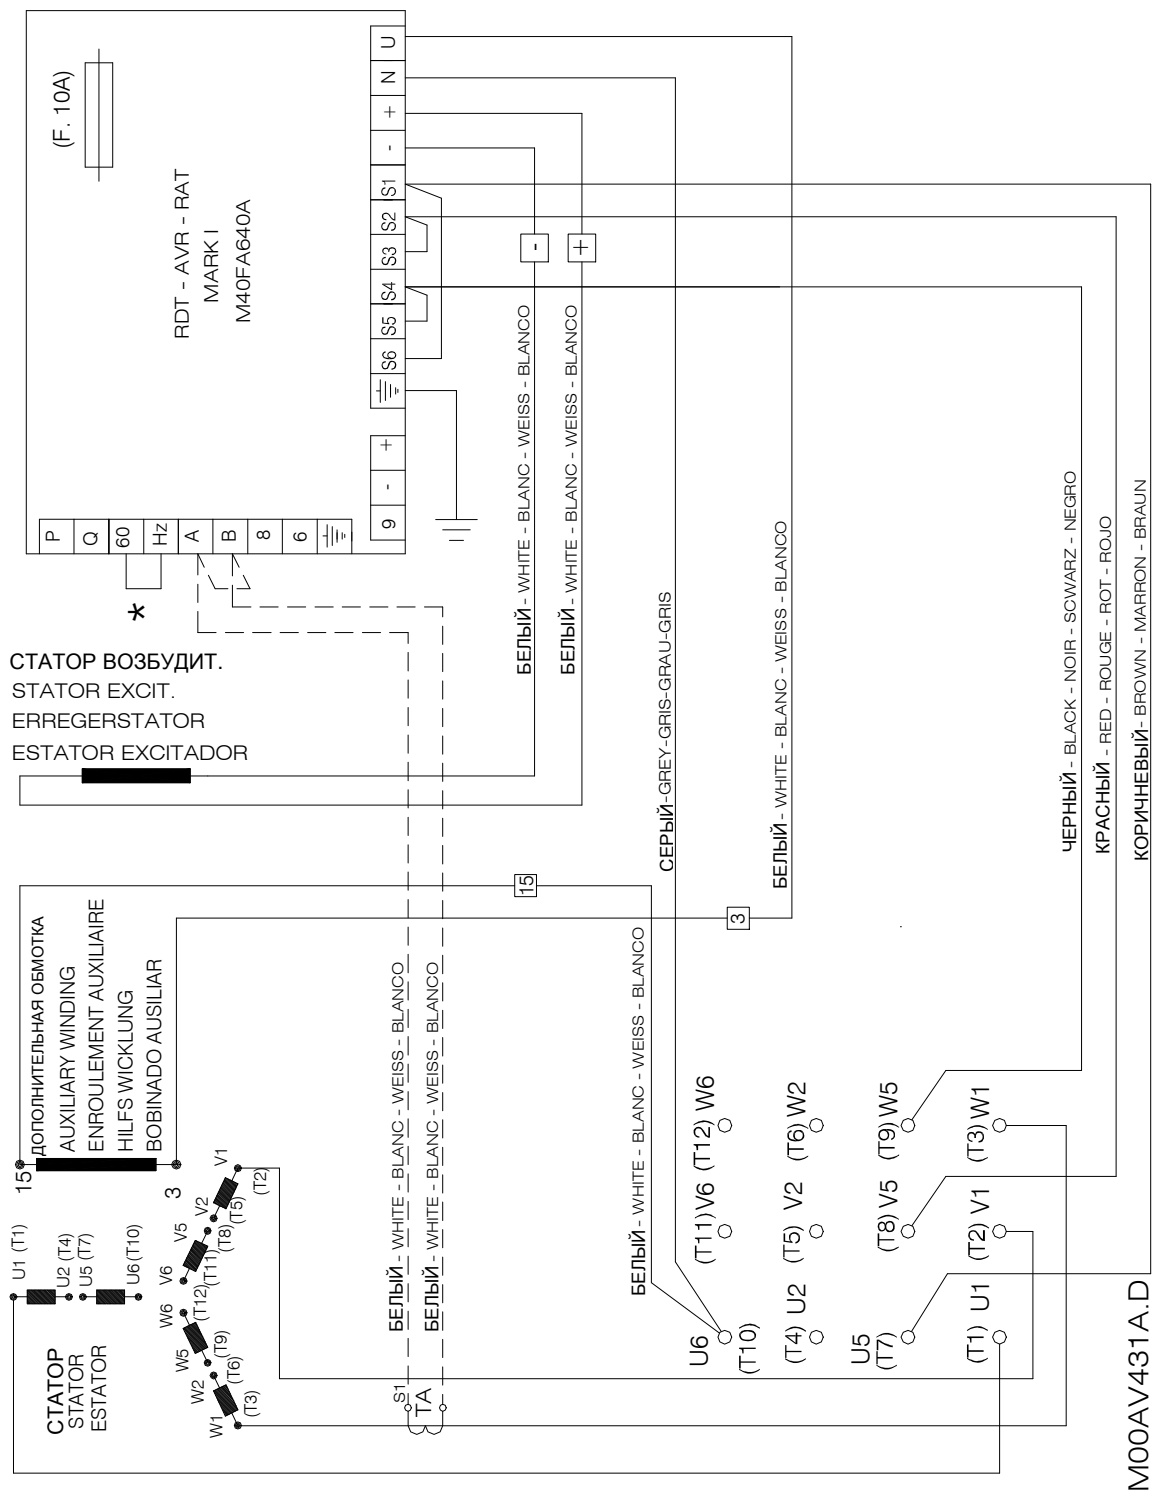 (F. 10A)
RDT - AVR - RAT
MARK I
M40FA640A
U
N
+
-
S1
S2
S3
S4
S5
S6
+
-
9
P
Q
60
Hz
A
B
8
6
*
-
+
СТАТОР ВОЗБУДИТ.
STATOR EXCIT.
ERREGERSTATOR
ESTATOR EXCITADOR
БЕЛЫЙ - WHITE - BLANC - WEISS - BLANCO
БЕЛЫЙ - WHITE - BLANC - WEISS - BLANCO
СЕРЫЙ-GREY-GRIS-GRAU-GRIS
БЕЛЫЙ - WHITE - BLANC - WEISS - BLANCO
ЧЕРНЫЙ - BLACK - NOIR - SCWARZ - NEGRO
КРАСНЫЙ - RED - ROUGE - ROT - ROJO
КОРИЧНЕВЫЙ- BROWN - MARRON - BRAUN
15
3
ДОПОЛНИТЕЛЬНАЯ ОБМОТКА
AUXILIARY WINDING
ENROULEMENT AUXILIAIRE
HILFS WICKLUNG
BOBINADO AUSILIAR
15
3
БЕЛЫЙ - WHITE - BLANC - WEISS - BLANCO
БЕЛЫЙ - WHITE - BLANC - WEISS - BLANCO
БЕЛЫЙ - WHITE - BLANC - WEISS - BLANCO
СТАТОР
STATOR
ESTATOR
U1 (T1)
U2 (T4)
U5 (T7)
U6 (T10)
V1
(T2)
V2
(T5)
V5
(T8)
V6
(T11)
W6
(T12)
W5
(T9)
W2
(T6)
W1
(T3)
S1
TA
U6
(T10)
(T11) V6
(T12) W6
(T4) U2
(T5) V2
(T6) W2
U5
(T7)
(T8) V5
(T9) W5
(T1) U1
(T2) V1
(T3) W1
M00AV431A.D